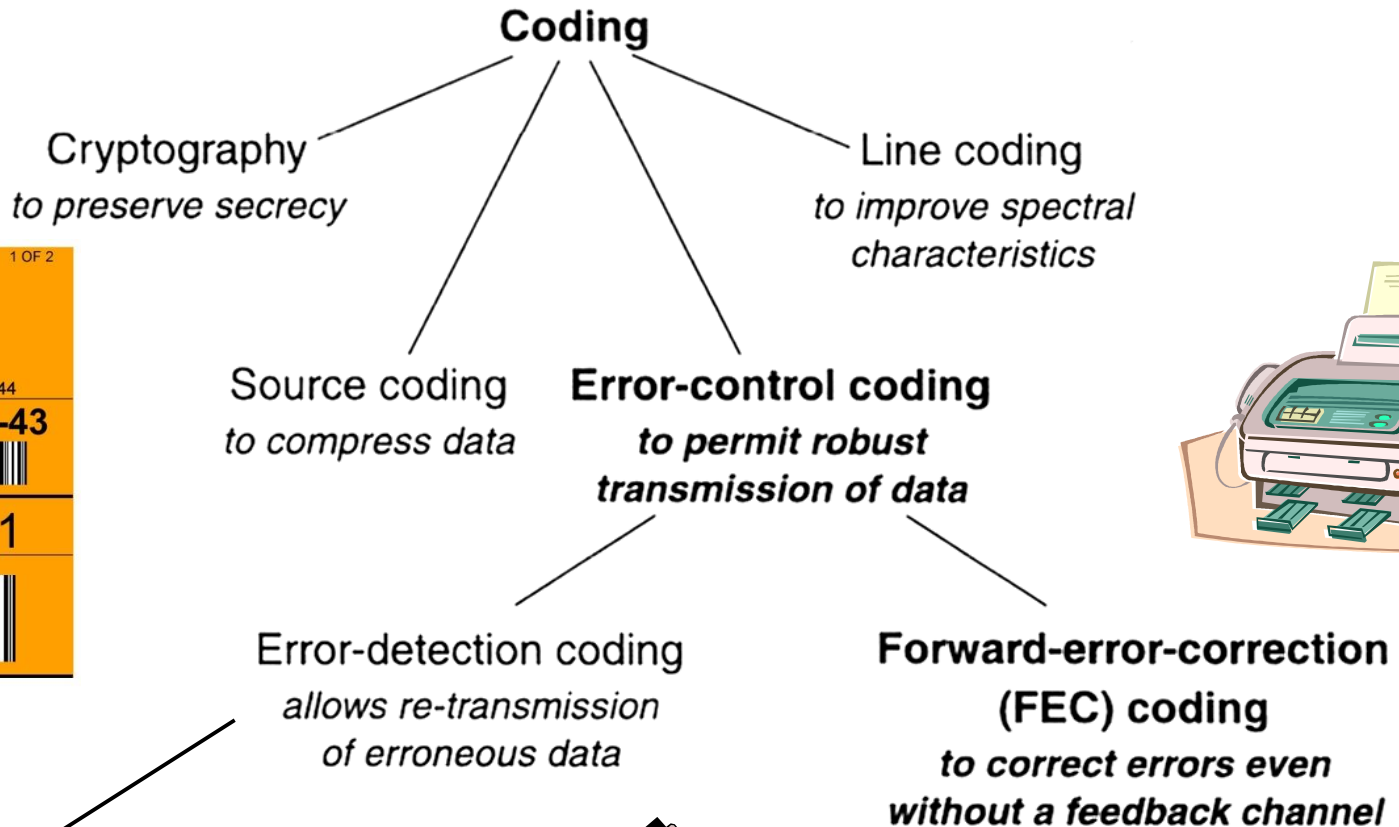 Coding
Cryptography
to preserve secrecy
Line coding
to improve spectral
characteristics
1 OF 2
44
-43
1
Source coding
to compress data
Error-control coding
to permit robust
transmission of data
Error-detection coding
allows re-transmission
of erroneous data
Forward-error-correction
(FEC) coding
to correct errors even
without a feedback channel